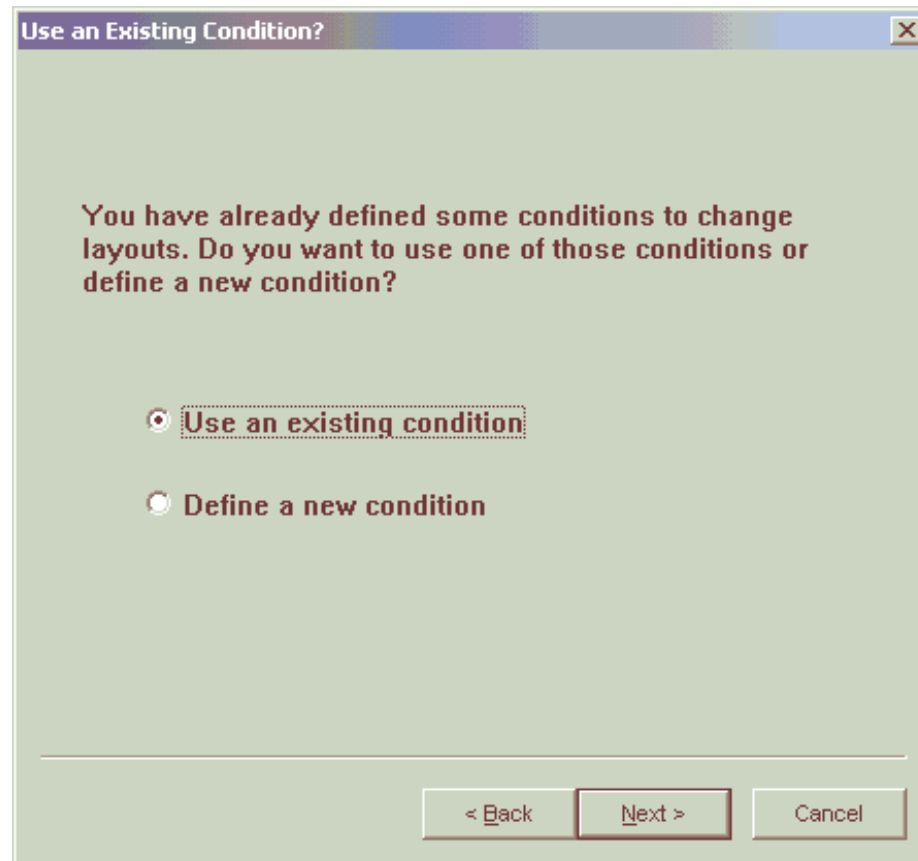 Use an Existing Condition?
You have already defined some conditions to change
layouts. Do you want to use one of those conditions or
define a new condition?
Use an existing condition
Define a new condition
< Back
Next >
Cancel